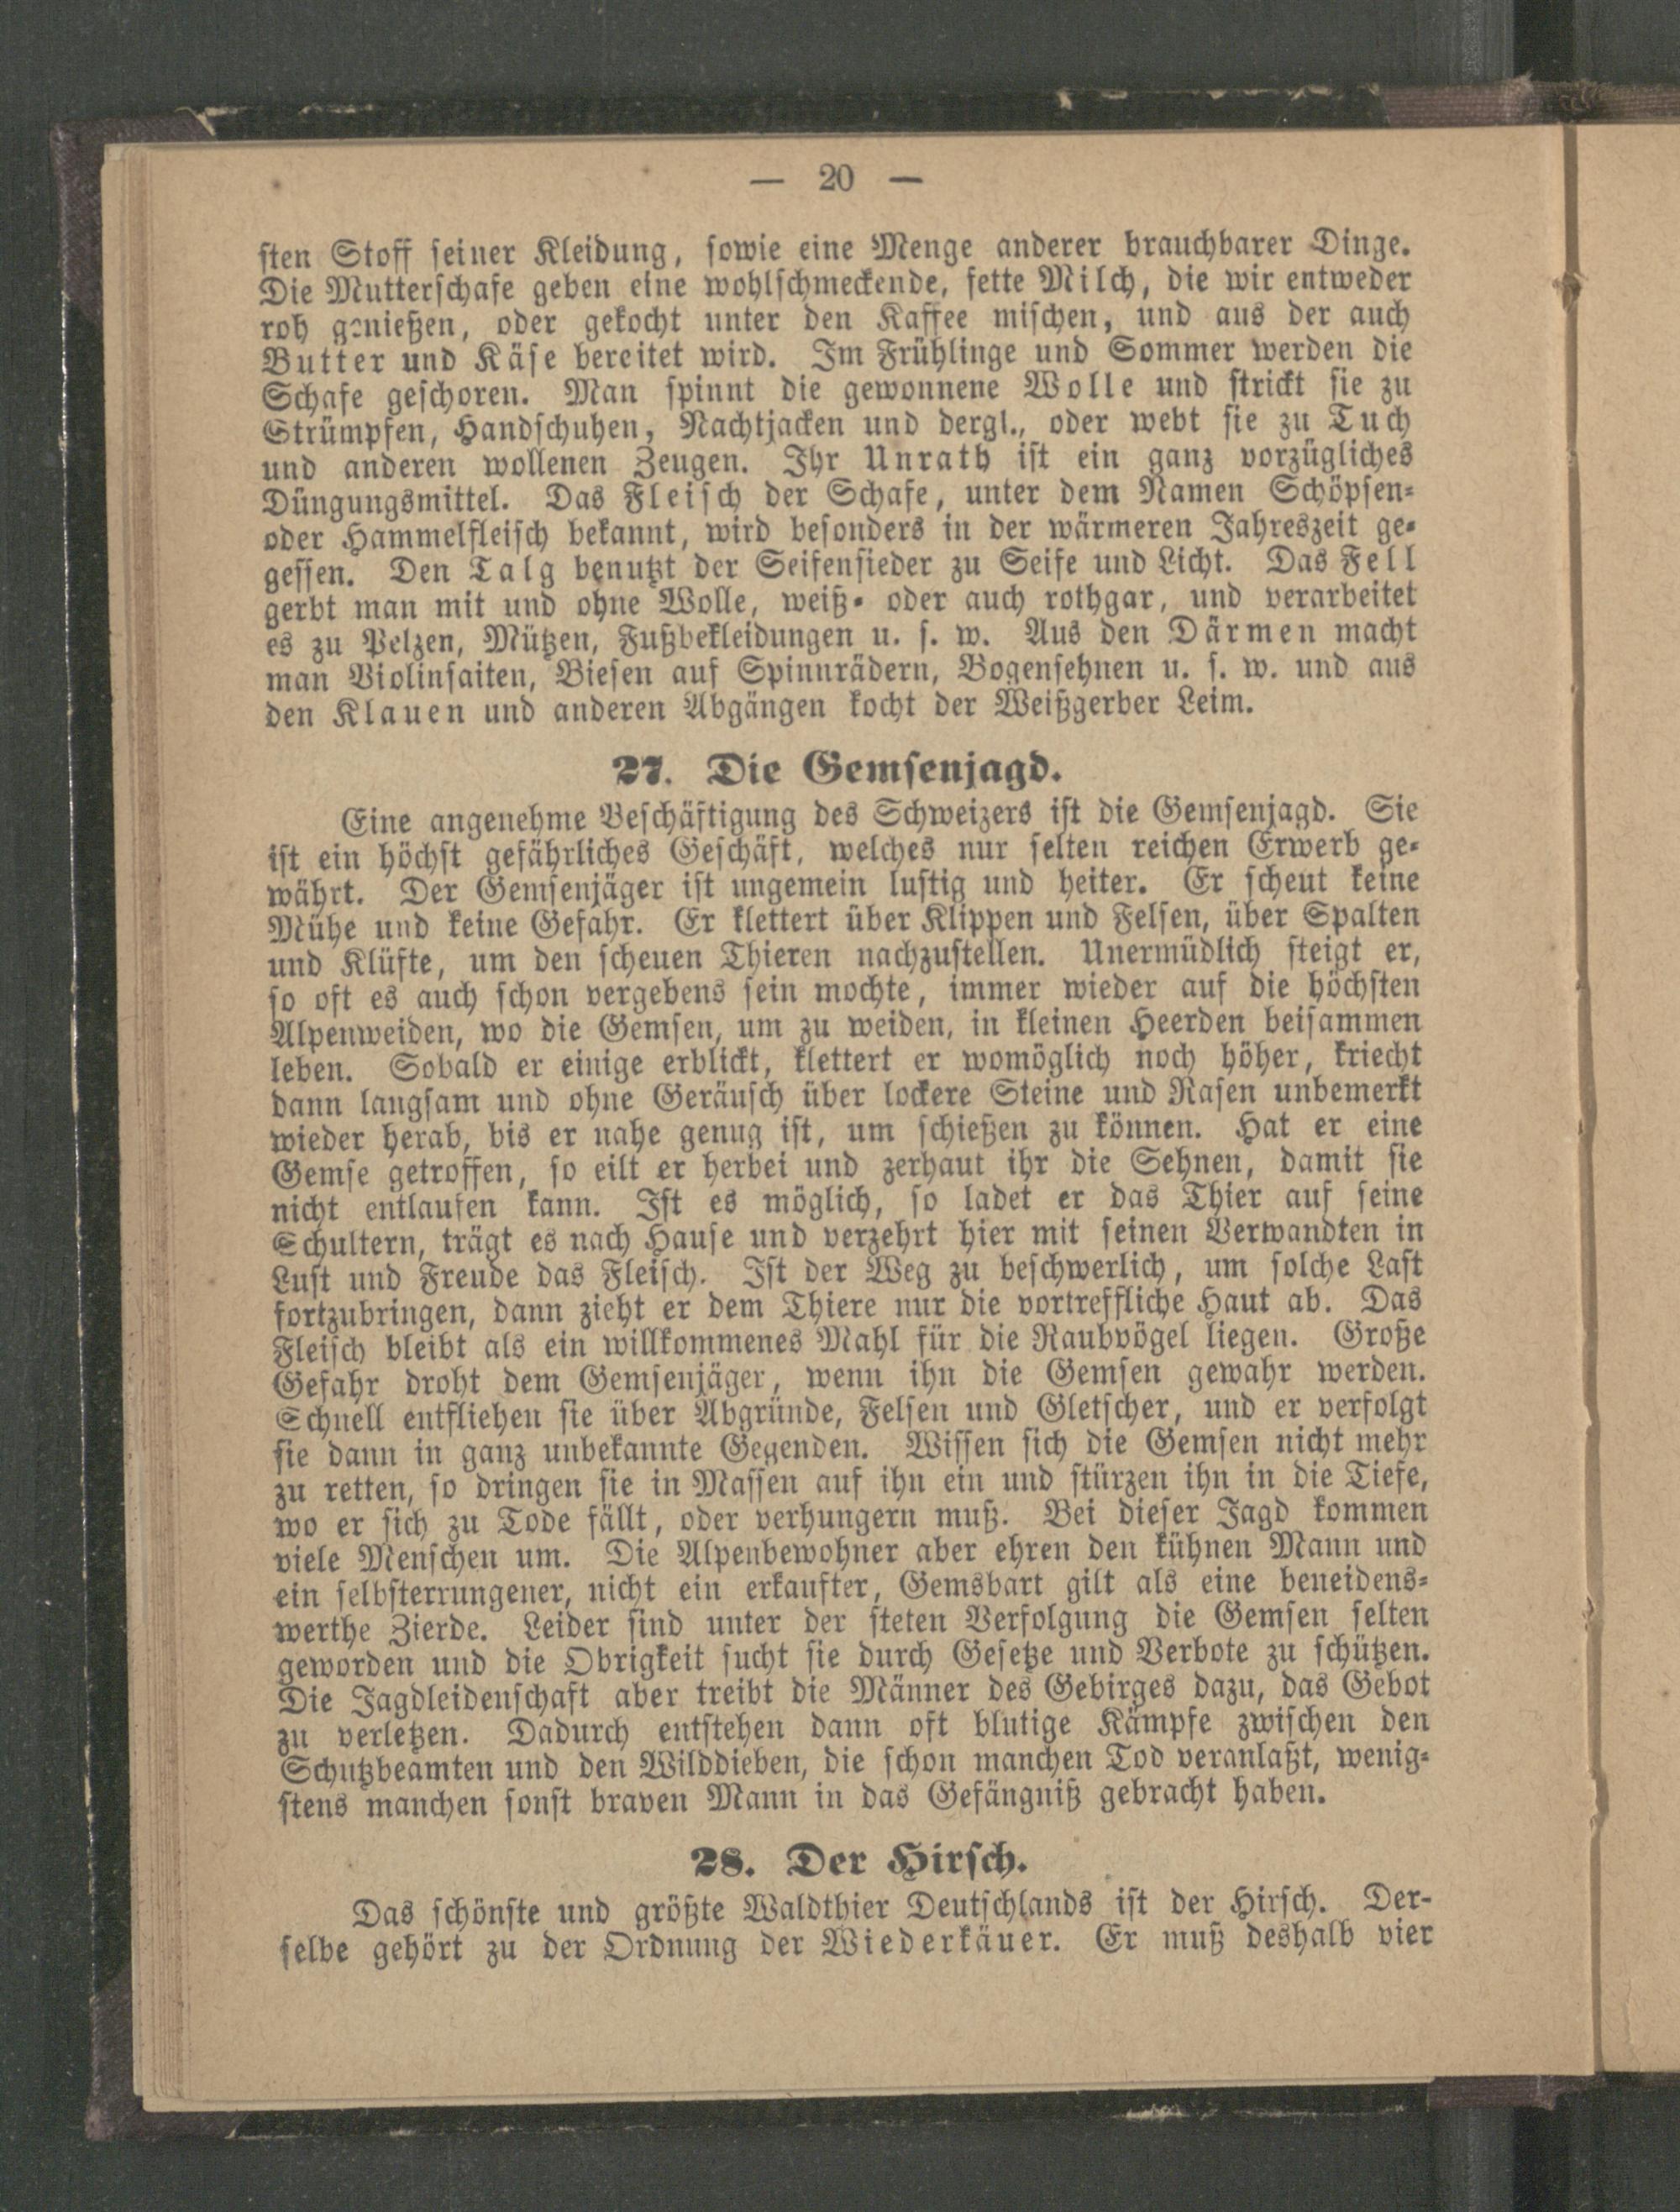 — 20 —
sten Stoff seiner Kleidung, sowie eine Menge anderer brauchbarer Dinge.
Die Mutterschafe geben eine wohlschmeckende, fette Milch, die wir entweder
roh genießen, oder gekocht unter den Kaffee mischen, und aus der auch
Butter und Käse bereitet wird. Im Frühlinge und Sommer werden die
Schafe geschoren. Man spinnt die gewonnene Wolle und strickt sie zu
Strümpfen, Handschuhen, Nachtjacken und dergl., oder webt sie zu Tuch
und anderen wollenen Zeugen. Ihr Unrath ist ein ganz vorzügliches
Düngungsmittel. Das Fleisch der Schafe, unter dem Namen Schöpsen-
oder Hammelfleisch bekannt, wird besonders in der wärmeren Jahreszeit ge-
gessen. Den Talg benutzt der Seifensieder zu Seife und Licht. Das Fell
gerbt man mit und ohne Wolle, weiß- oder auch rothgar, und verarbeitet
es zu Pelzen, Mützen, Fußbekleidungen u. s. w. Aus den Därmen macht
man Violinsaiten, Biesen auf Spinnrädern, Bogensehnen u. s. w. und aus
den Klauen und anderen Abgängen kocht der Weißgerber Leim.
27. Die Gemsenjagd.
Eine angenehme Beschäftigung des Schweizers ist die Gemsenjagd. Sie
ist ein höchst gefährliches Geschäft, welches nur selten reichen Erwerb ge-
währt. Der Gemsenjäger ist ungemein lustig und heiter. Er scheut keine
Mühe und keine Gefahr. Er klettert über Klippen und Felsen, über Spalten
und Klüfte, um den scheuen Thieren nachzustellen. Unermüdlich steigt er,
so oft es auch schon vergebens sein mochte, immer wieder auf die höchsten
Alpenweiden, wo die Gemsen, um zu weiden, in kleinen Heerden beisammen
leben. Sobald er einige erblickt, klettert er womöglich noch höher, kriecht
dann langsam und ohne Geräusch über lockere Steine und Rasen unbemerkt
wieder herab, bis er nahe genug ist, um schießen zu können. Hat er eine
Gemse getroffen, so eilt er herbei und zerhaut ihr die Sehnen, damit sie
nicht entlaufen kann. Ist es möglich, so ladet er das Thier auf seine
Schultern, trägt es nach Hause und verzehrt hier mit seinen Verwandten in
Lust und Freude das Fleisch. Ist der Weg zu beschwerlich, um solche Last
fortzubringen, dann zieht er dem Thiere nur die vortreffliche Haut ab. Das
Fleisch bleibt als ein willkommenes Mahl für die Raubvögel liegen. Große
Gefahr droht dem Gemsenjäger, wenn ihn die Gemsen gewahr werden.
Schnell entfliehen sie über Abgründe, Felsen und Gletscher, und er verfolgt
sie dann in ganz unbekannte Gegenden. Wissen sich die Gemsen nicht mehr
zu retten, so dringen sie in Massen auf ihn ein und stürzen ihn in die Tiefe,
wo er sich zu Tode fällt, oder verhungern muß. Bei dieser Jagd kommen
viele Menschen um. Die Alpenbewohner aber ehren den kühnen Mann und
ein selbsterrungener, nicht ein erkaufter, Gemsbart gilt als eine beneidens-
werthe Zierde. Leider sind unter der steten Verfolgung die Gemsen selten
geworden und die Obrigkeit sucht sie durch Gesetze und Verbote zu schützen.
Die Jagdleidenschaft aber treibt die Männer des Gebirges dazu, das Gebot
zu verletzen. Dadurch entstehen dann oft blutige Kämpfe zwischen den
Schutzbeamten und den Wilddieben, die schon manchen Tod veranlaßt, wenig-
stens manchen sonst braven Mann in das Gefängniß gebracht haben.
28. Der Hirsch.
Das schönste und größte Waldthier Deutschlands ist der Hirsch. Der-
selbe gehört zu der Ordnung der Wiederkäuer. Er muß deshalb vier